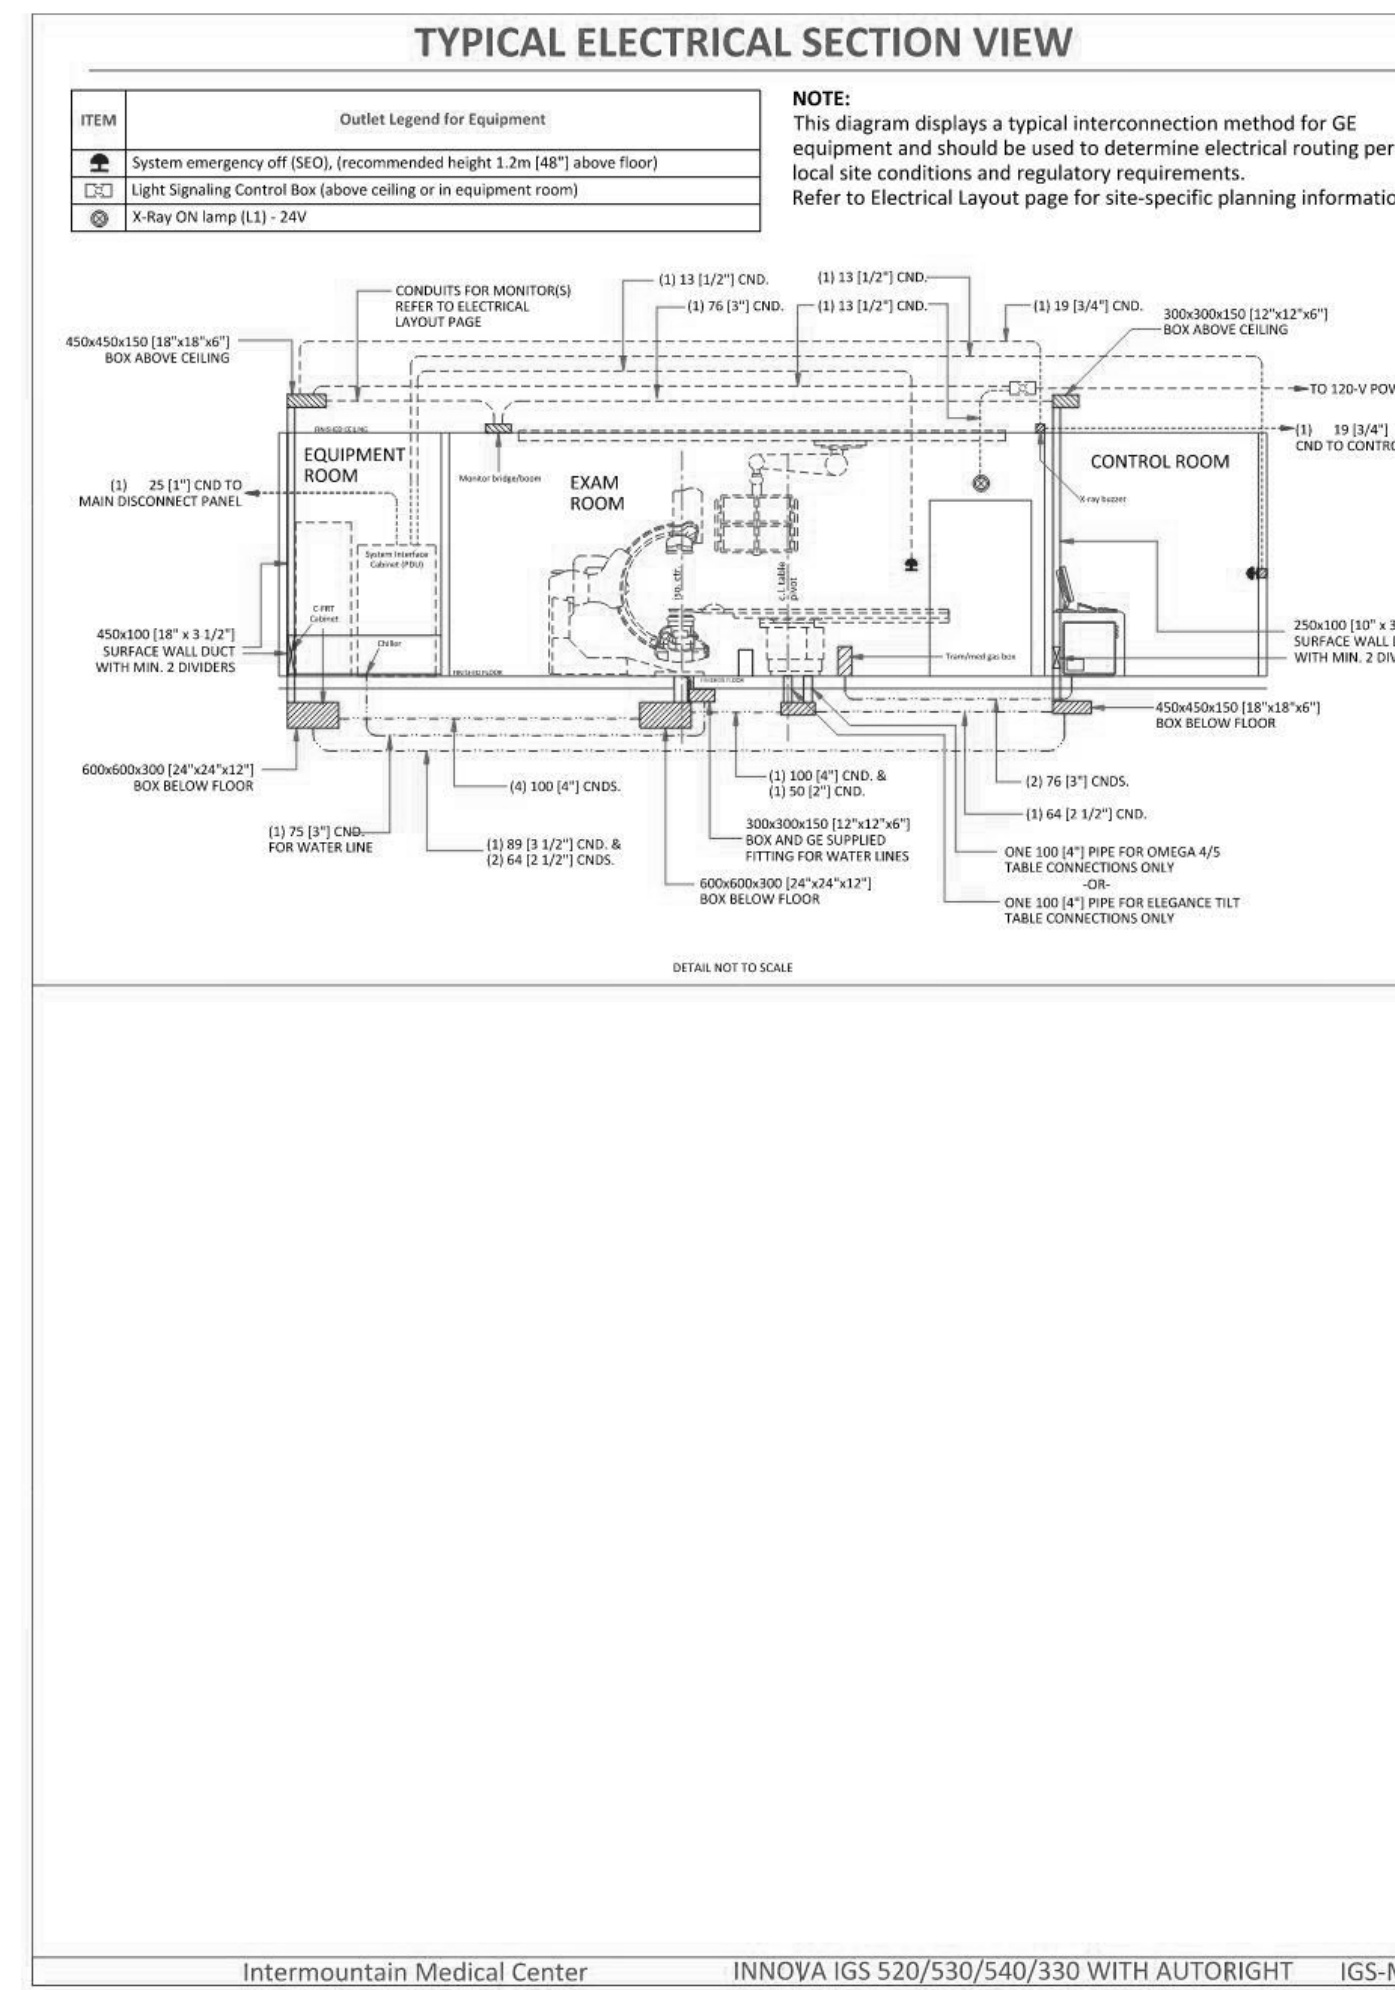 TYPICAL ELECTRICAL SECTION VIEW
ITEM
Outlet Legend for Equipment
System emergency off (SEO), (recommended height 1.2m [48"] above floor)
Light Signaling Control Box (above ceiling or in equipment room)
X-Ray ON lamp (L1) - 24V
NOTE:
This diagram displays a typical interconnection method for GE
equipment and should be used to determine electrical routing per
local site conditions and regulatory requirements.
Refer to Electrical Layout page for site-specific planning informatio
CONDUITS FOR MONITOR(S)
REFER TO ELECTRICAL
LAYOUT PAGE
(1) 13 [1/2"] CND.
(1) 13 [1/2"] CND.
(1) 76 [3"] CND.
(1) 13 [1/2"] CND.
(1) 19 [3/4"] CND.
300x300x150 [12"x12"x6"]
BOX ABOVE CEILING
450x450x150 [18"x18"x6"]
BOX ABOVE CEILING
TO 120-V POW
FINISHED CEILING
(1) 19 [3/4"]
CND TO CONTRO
EQUIPMENT
ROOM
Monitor bridge/boom
EXAM
ROOM
CONTROL ROOM
(1) 25 [1"] CND TO
MAIN DISCONNECT PANEL
X-ray buzzer
System Interface
Cabinet (PDU)
iso. ctr.
c.l. table
pivot
C-FRT
Cabinet
Chiller
450x100 [18" x 3 1/2"]
SURFACE WALL DUCT
WITH MIN. 2 DIVIDERS
250x100 [10" x 3
SURFACE WALL D
WITH MIN. 2 DIV
Tram/med gas box
FINISHED FLOOR
FINISHED FLOOR
450x450x150 [18"x18"x6"]
BOX BELOW FLOOR
600x600x300 [24"x24"x12"]
BOX BELOW FLOOR
(4) 100 [4"] CNDS.
(1) 100 [4"] CND. &
(1) 50 [2"] CND.
(2) 76 [3"] CNDS.
(1) 64 [2 1/2"] CND.
(1) 75 [3"] CND.
FOR WATER LINE
(1) 89 [3 1/2"] CND. &
(2) 64 [2 1/2"] CNDS.
300x300x150 [12"x12"x6"]
BOX AND GE SUPPLIED
FITTING FOR WATER LINES
ONE 100 [4"] PIPE FOR OMEGA 4/5
TABLE CONNECTIONS ONLY
-OR-
ONE 100 [4"] PIPE FOR ELEGANCE TILT
TABLE CONNECTIONS ONLY
600x600x300 [24"x24"x12"]
BOX BELOW FLOOR
DETAIL NOT TO SCALE
Intermountain Medical Center
INNOVA IGS 520/530/540/330 WITH AUTORIGHT
IGS-M